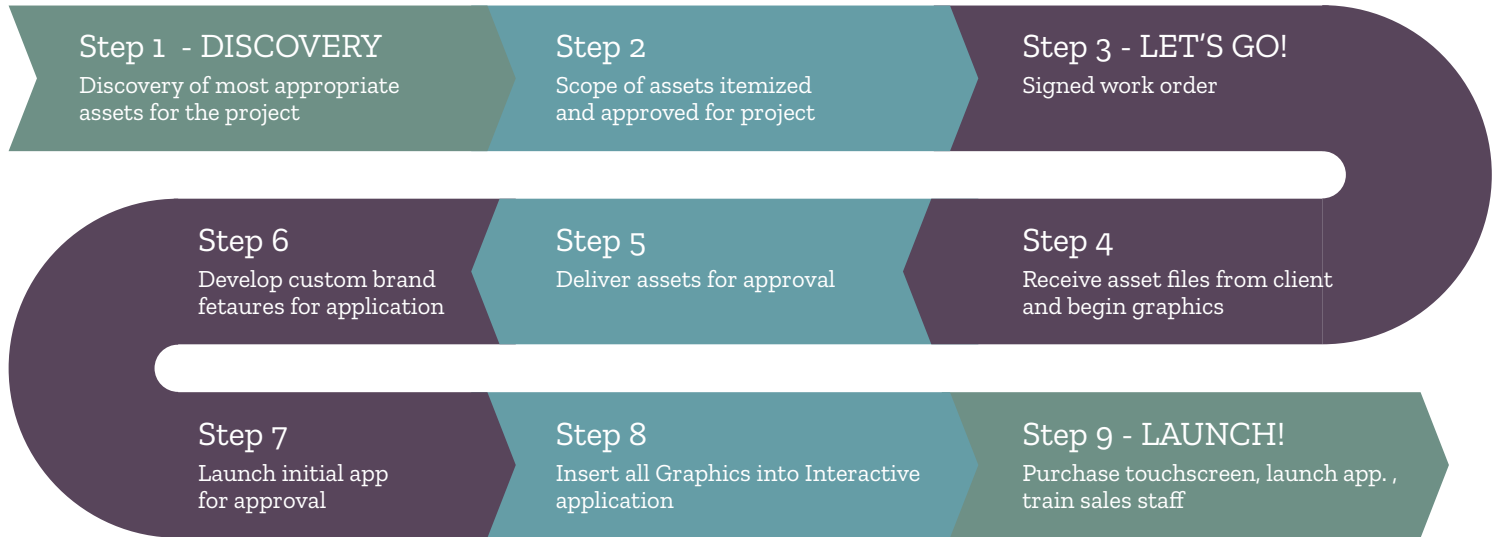 Step 1 - DISCOVERY
Discovery of most appropriate
assets for the project
Step 2
Scope of assets itemized
and approved for project
Step 3 - LET'S GO!
Signed work order
Step 4
Receive asset files from client
and begin graphics
Step 5
Deliver assets for approval
Step 6
Develop custom brand
fetaures for application
Step 7
Launch initial app
for approval
Step 8
Insert all Graphics into Interactive
application
Step 9 - LAUNCH!
Purchase touchscreen, launch app. ,
train sales staff